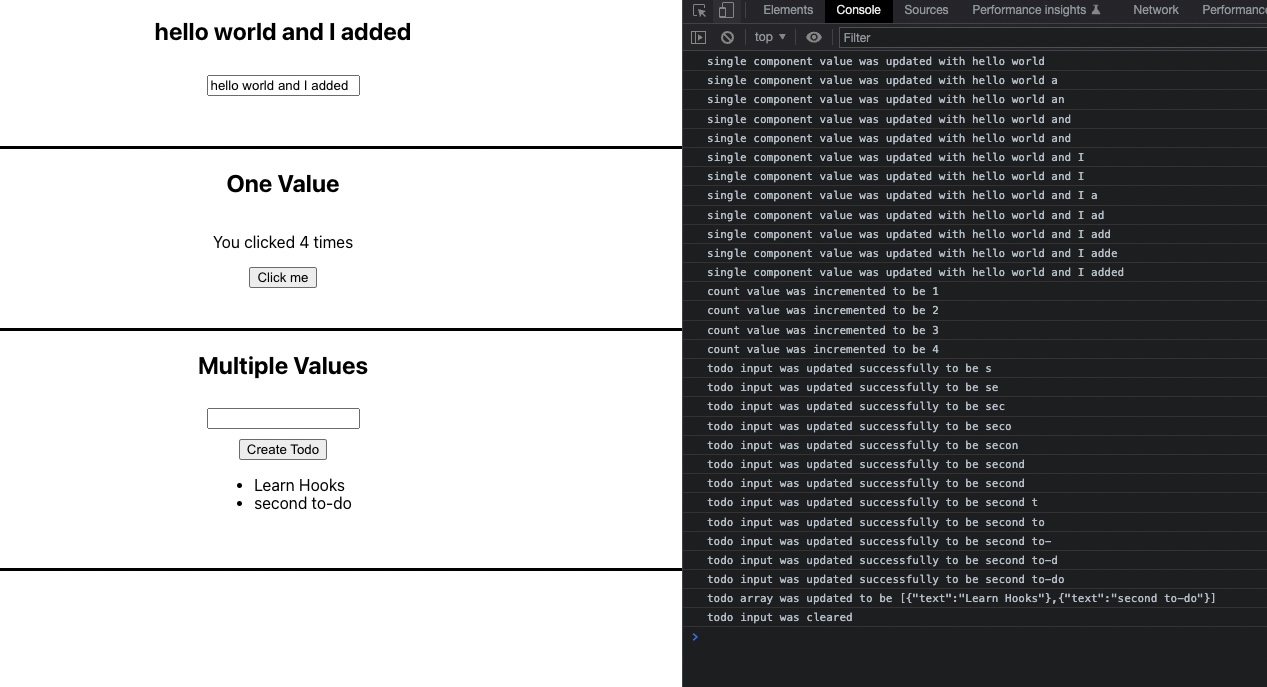 hello world and I added
hello world and I added
One Value
You clicked 4 times
Click me
Multiple Values
Create Todo
• Learn Hooks
• second to-do
Elements Console Sources Performance insights Network Performanc
top ▼ Filter
single component value was updated with hello world
single component value was updated with hello world a
single component value was updated with hello world an
single component value was updated with hello world and
single component value was updated with hello world and
single component value was updated with hello world and I
single component value was updated with hello world and I
single component value was updated with hello world and I a
single component value was updated with hello world and I ad
single component value was updated with hello world and I add
single component value was updated with hello world and I adde
single component value was updated with hello world and I added
count value was incremented to be 1
count value was incremented to be 2
count value was incremented to be 3
count value was incremented to be 4
todo input was updated successfully to be s
todo input was updated successfully to be se
todo input was updated successfully to be sec
todo input was updated successfully to be seco
todo input was updated successfully to be secon
todo input was updated successfully to be second
todo input was updated successfully to be second
todo input was updated successfully to be second t
todo input was updated successfully to be second to
todo input was updated successfully to be second to-
todo input was updated successfully to be second to-d
todo input was updated successfully to be second to-do
todo array was updated to be [{"text":"Learn Hooks"},{"text":"second to-do"}]
todo input was cleared
>